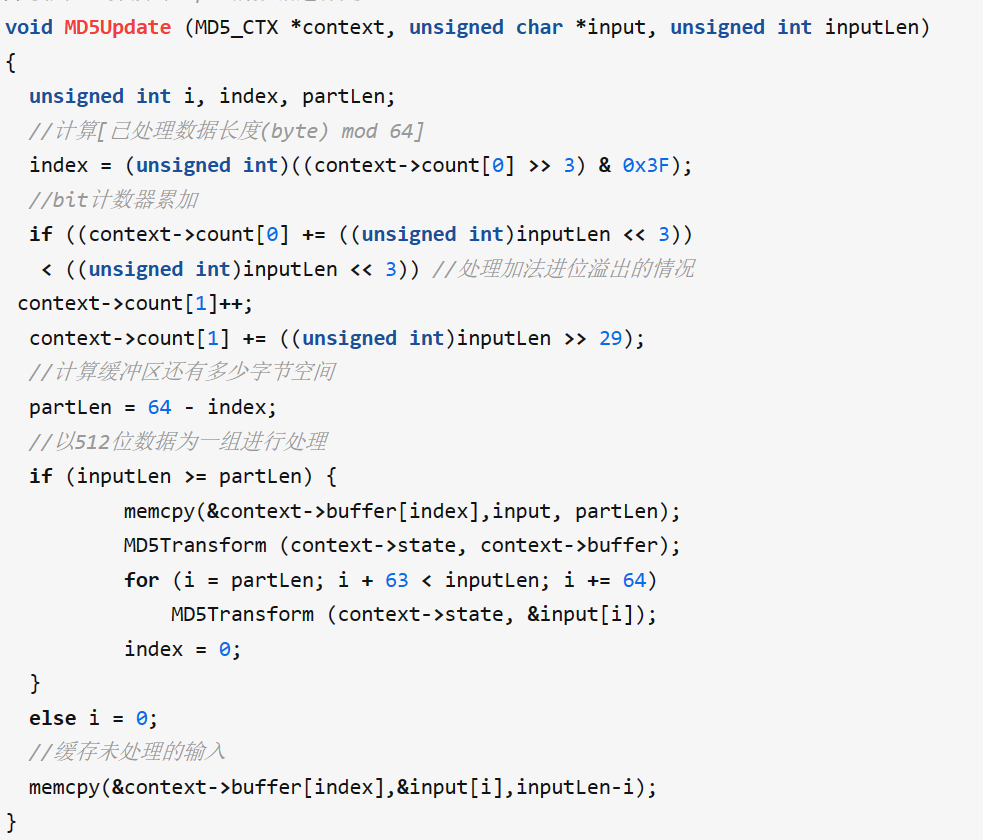 void MD5Update (MD5_CTX *context, unsigned char *input, unsigned int inputLen)
{
  unsigned int i, index, partLen;
  //计算[已处理数据长度(byte) mod 64]
  index = (unsigned int)((context->count[0] >> 3) & 0x3F);
  //bit计数器累加
  if ((context->count[0] += ((unsigned int)inputLen << 3))
   < ((unsigned int)inputLen << 3)) //处理加法进位溢出的情况
 context->count[1]++;
  context->count[1] += ((unsigned int)inputLen >> 29);
  //计算缓冲区还有多少字节空间
  partLen = 64 - index;
  //以512位数据为一组进行处理
  if (inputLen >= partLen) {
          memcpy(&context->buffer[index],input, partLen);
          MD5Transform (context->state, context->buffer);
          for (i = partLen; i + 63 < inputLen; i += 64)
              MD5Transform (context->state, &input[i]);
          index = 0;
  }
  else i = 0;
  //缓存未处理的输入
  memcpy(&context->buffer[index],&input[i],inputLen-i);
}